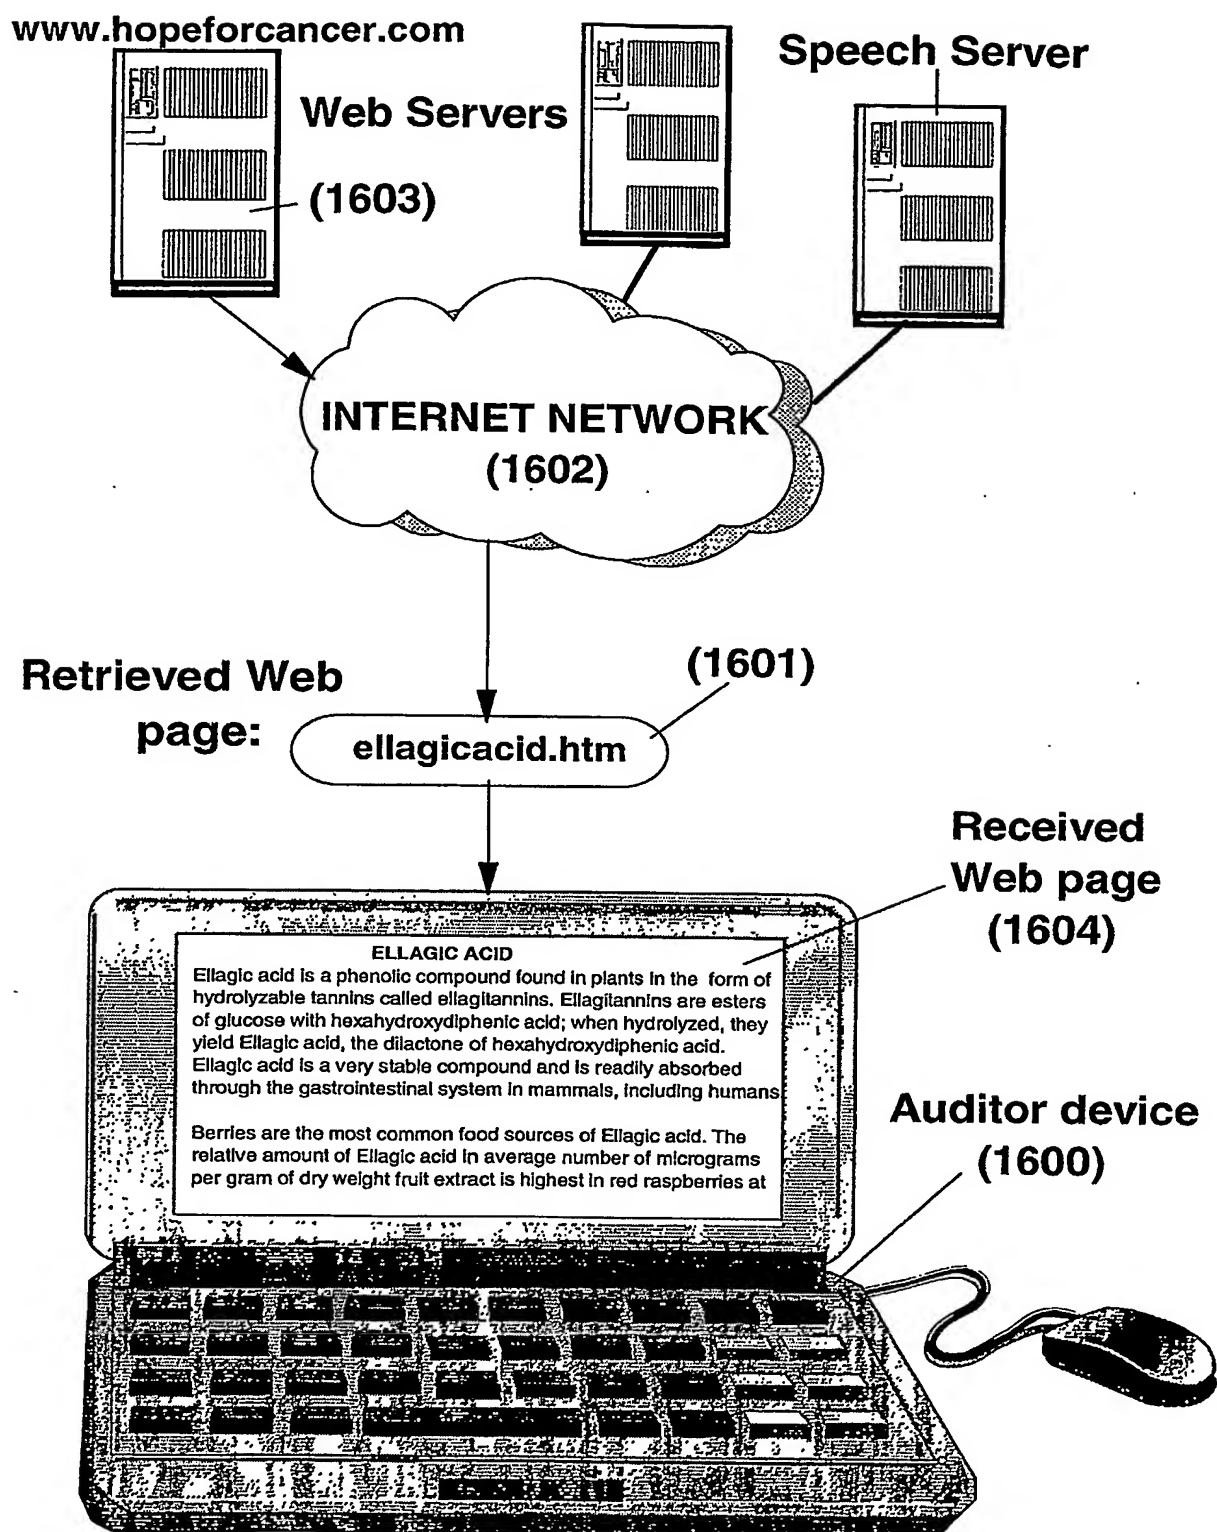 www.hopeforcancer.com
Speech Server
Web Servers
(1603)
INTERNET NETWORK
(1602)
(1601)
Retrieved Web
page:
ellagicacid.htm
Received
Web page
(1604)
ELLAGIC ACID
Ellagic acid is a phenolic compound found in plants in the form of
hydrolyzable tannins called ellagitannins. Ellagitannins are esters
of glucose with hexahydroxydiphenic acid; when hydrolyzed, they
yield Ellagic acid, the dilactone of hexahydroxydiphenic acid.
Ellagic acid is a very stable compound and is readily absorbed
through the gastrointestinal system in mammals, including humans.
Berries are the most common food sources of Ellagic acid. The
relative amount of Ellagic acid in average number of micrograms
per gram of dry weight fruit extract is highest in red raspberries at
Auditor device
(1600)